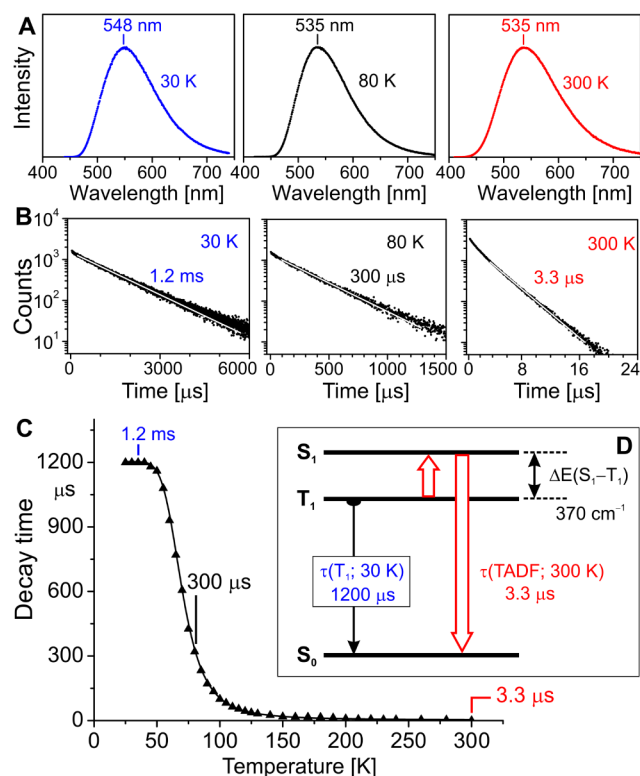 A
548 nm
535 nm
535 nm
30 K
80 K
300 K
Intensity
400 500 600 700
400 500 600 700
400 500 600 700
Wavelength [nm]
Wavelength [nm]
Wavelength [nm]
B
10⁴
10³
10²
10¹
Counts
30 K
1.2 ms
80 K
300 µs
300 K
3.3 µs
0 3000 6000
0 500 1000 1500
0 8 16 24
Time [µs]
Time [µs]
Time [µs]
C
1.2 ms
1200
µs
900
600
300
0
Decay time
300 µs
3.3 µs
0 50 100 150 200 250 300
Temperature [K]
D
S₁
T₁
S₀
ΔE(S₁–T₁)
370 cm⁻¹
τ(T₁; 30 K)
1200 µs
τ(TADF; 300 K)
3.3 µs